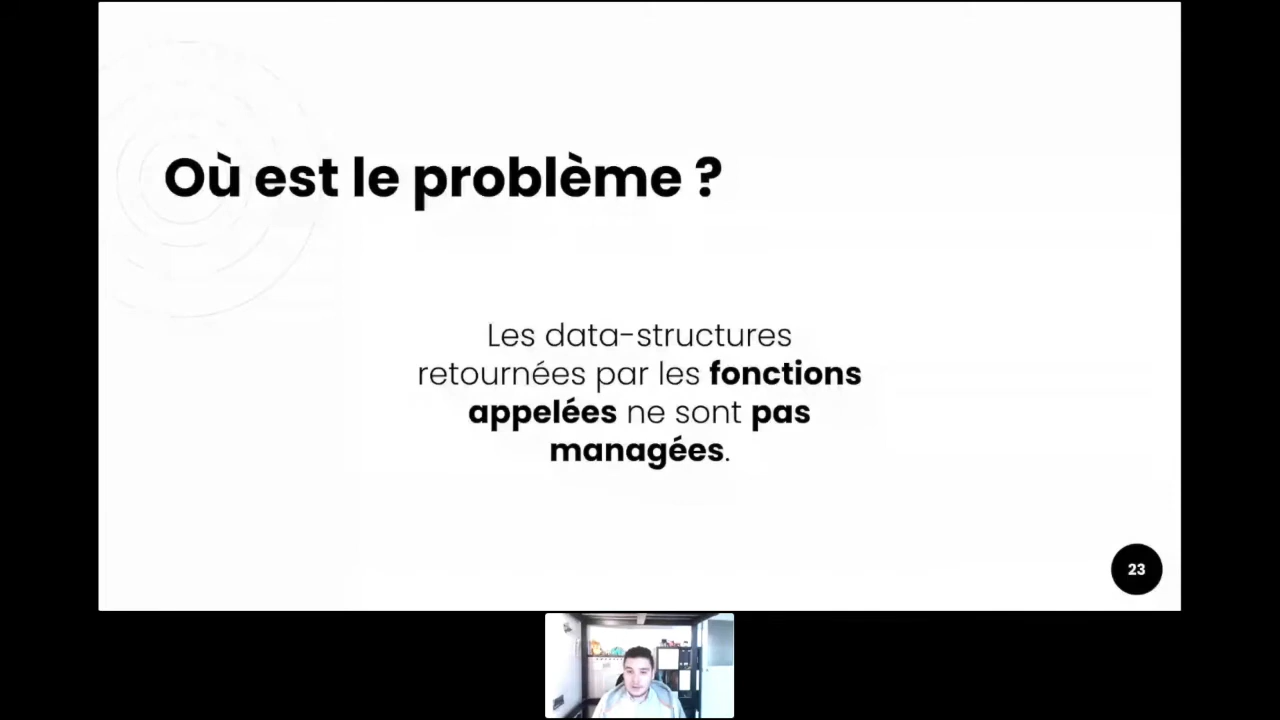 Où est le problème ?
Les data-structures
retournées par les fonctions
appelées ne sont pas
managées.
23